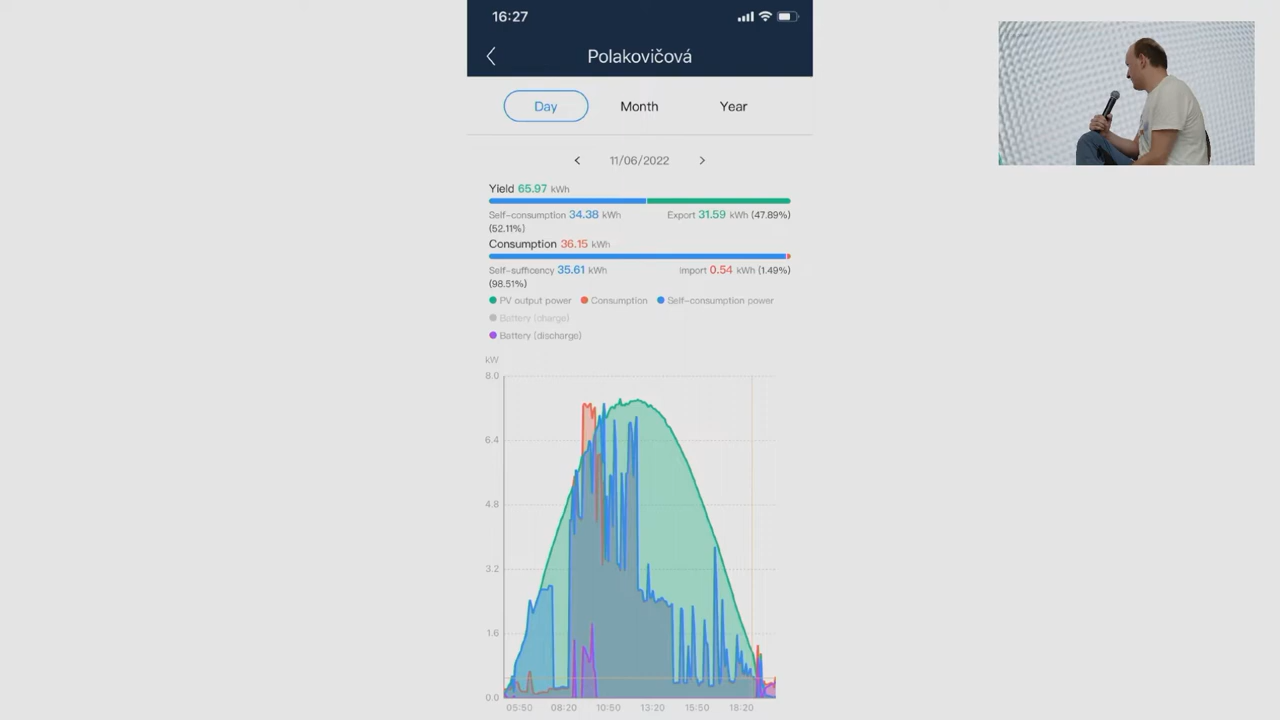 16:27
Polakovičová
Day Month Year
11/06/2022
Yield 65.97 kWh
Self-consumption 34.38 kWh Export 31.59 kWh (47.89%)
(52.11%)
Consumption 36.15 kWh
Self-sufficency 35.61 kWh Import 0.54 kWh (1.49%)
(98.51%)
PV output power Consumption Self-consumption power
Battery (charge)
Battery (discharge)
kW
8.0
6.4
4.8
3.2
1.6
0.0
05:50 08:20 10:50 13:20 15:50 18:20